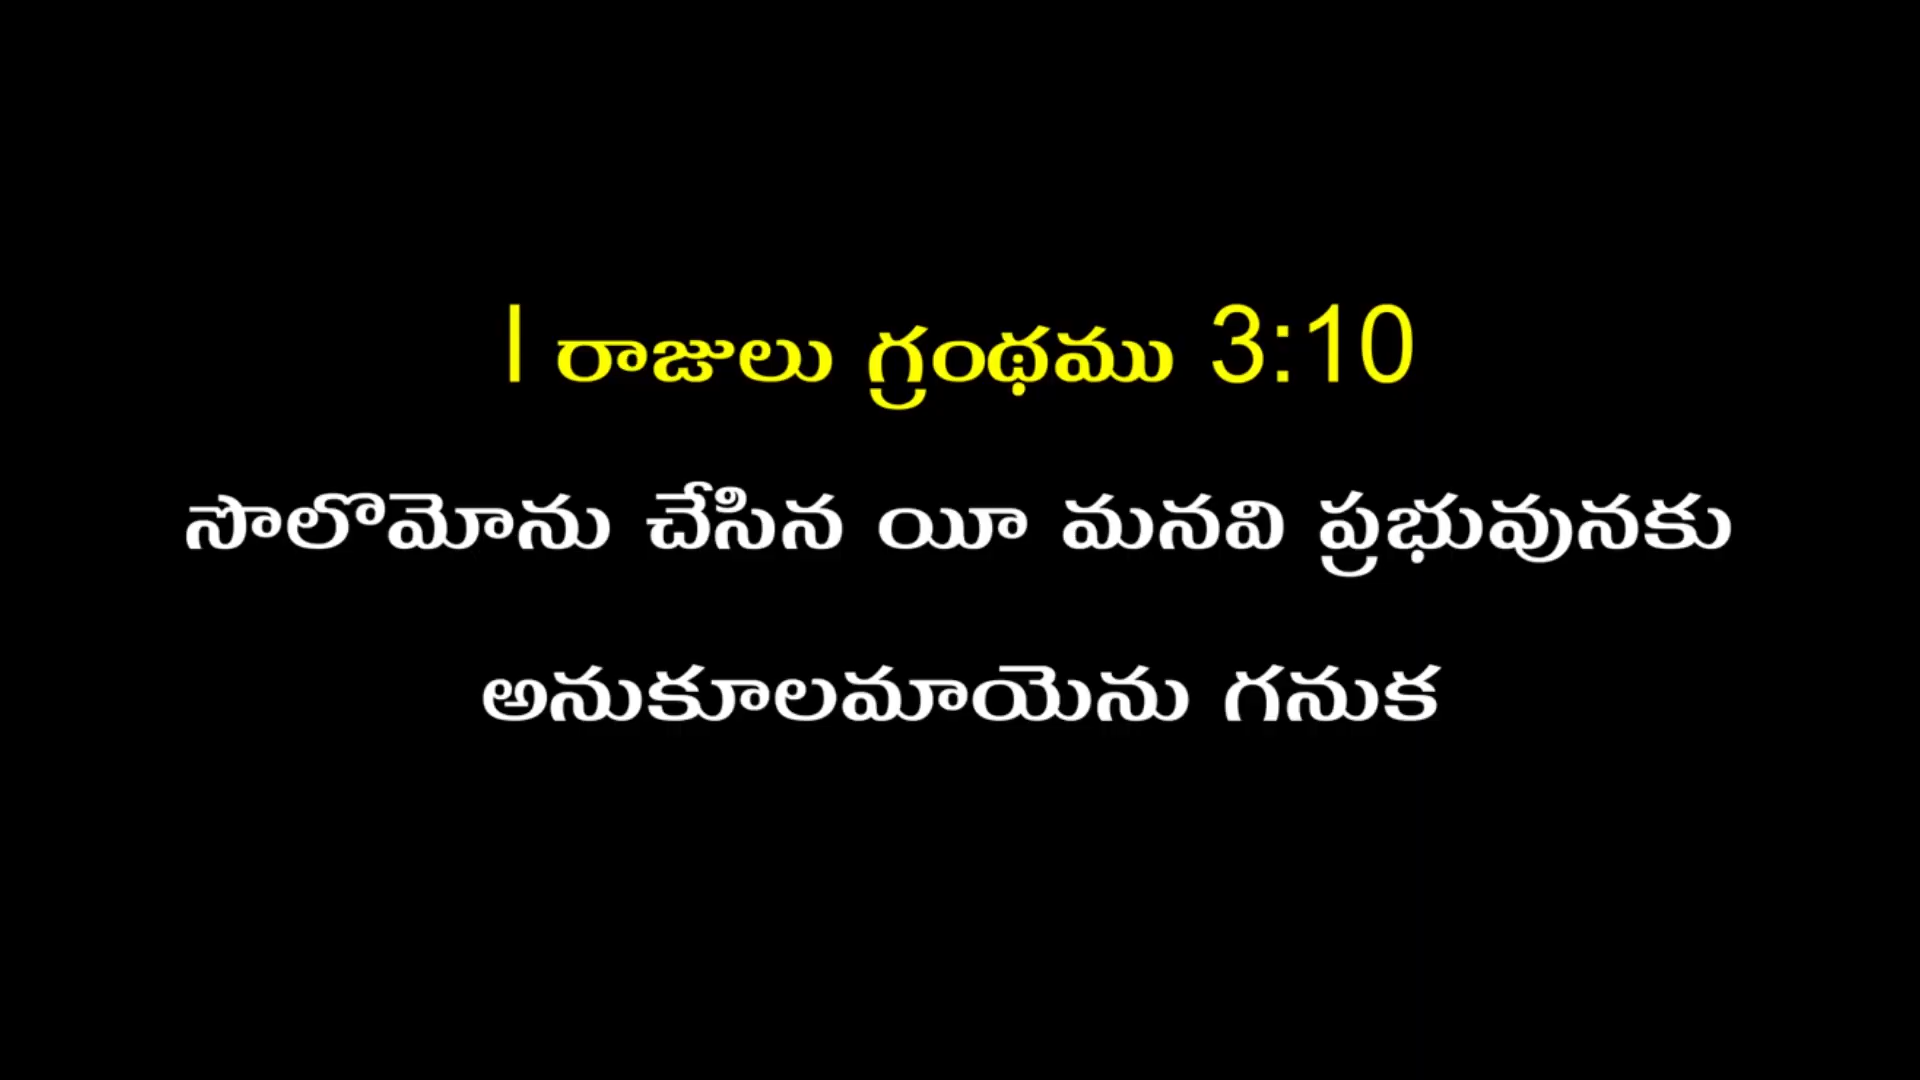 I రాజులు గ్రంథము 3:10
సొలొమోను చేసిన యీ మనవి ప్రభువునకు
అనుకూలమాయెను గనుక